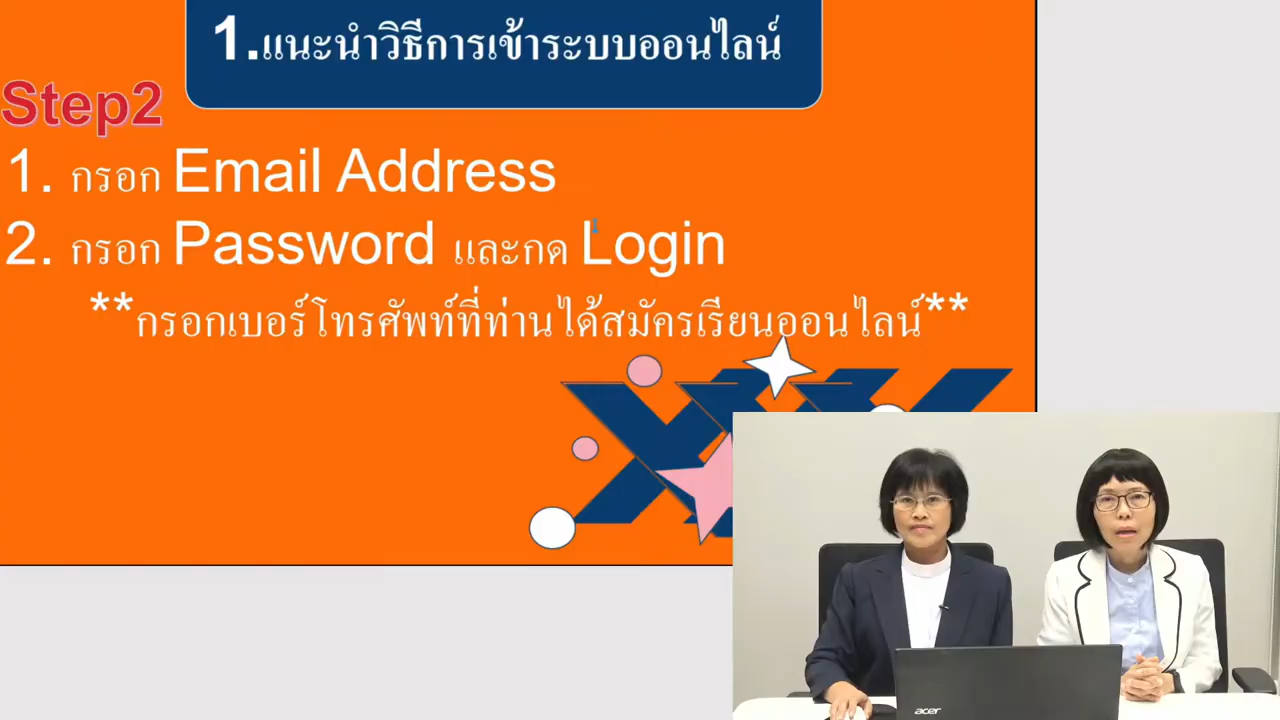 1.แนะนำวิธีการเข้าระบบออนไลน์
Step2
1. กรอก Email Address
2. กรอก Password และกด Login
**กรอกเบอร์โทรศัพท์ที่ท่านได้สมัครเรียนออนไลน์**
acer